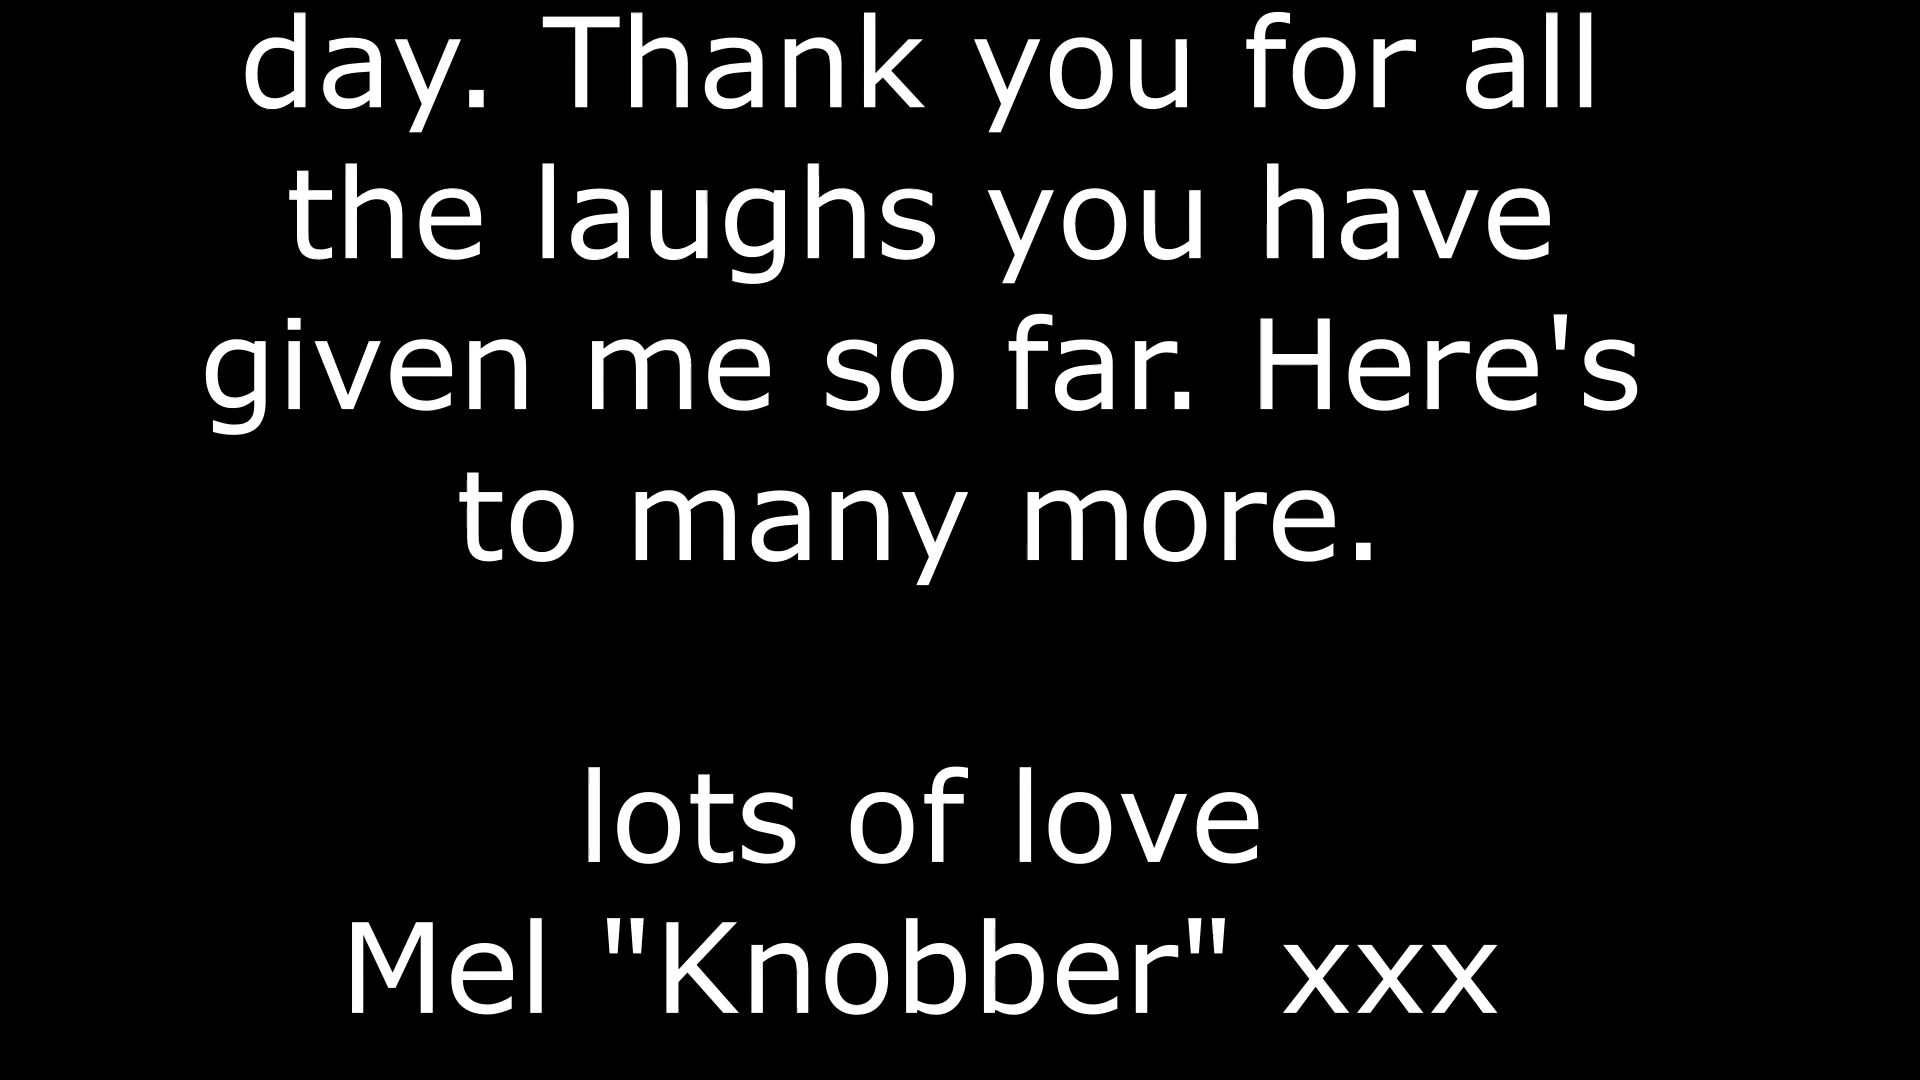 day. Thank you for all
the laughs you have
given me so far. Here's
to many more.
lots of love
Mel "Knobber" xxx